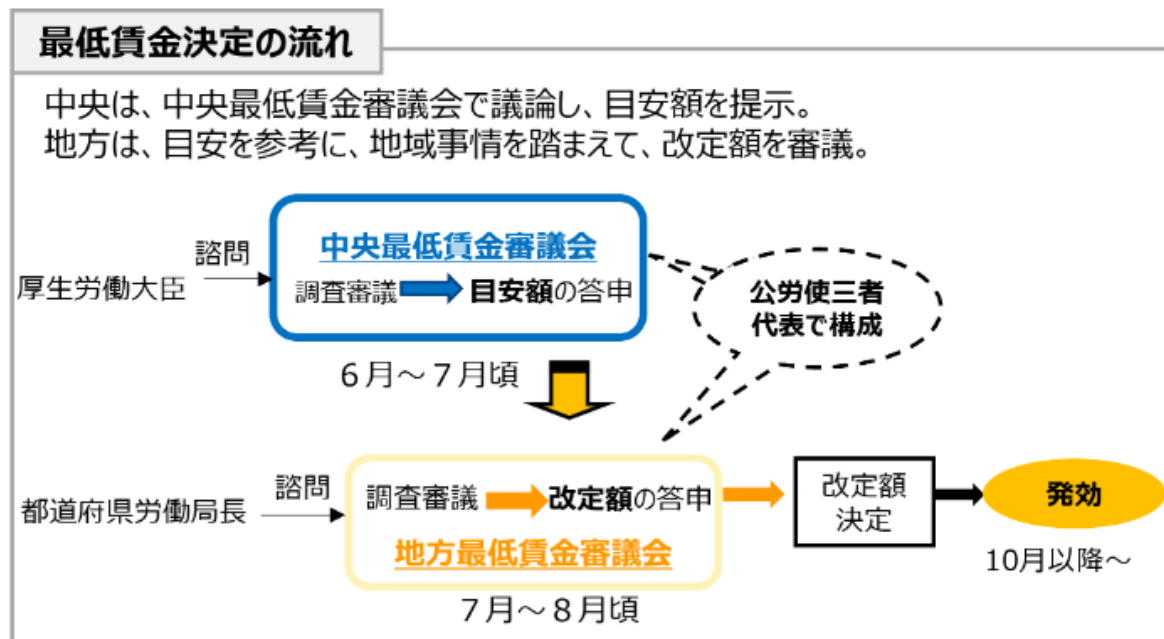 最低賃金決定の流れ
中央は、中央最低賃金審議会で議論し、目安額を提示。
地方は、目安を参考に、地域事情を踏まえて、改定額を審議。
厚生労働大臣
諮問
中央最低賃金審議会
調査審議
目安額の答申
公労使三者
代表で構成
6月～7月頃
都道府県労働局長
諮問
調査審議
改定額の答申
地方最低賃金審議会
7月～8月頃
改定額
決定
発効
10月以降～